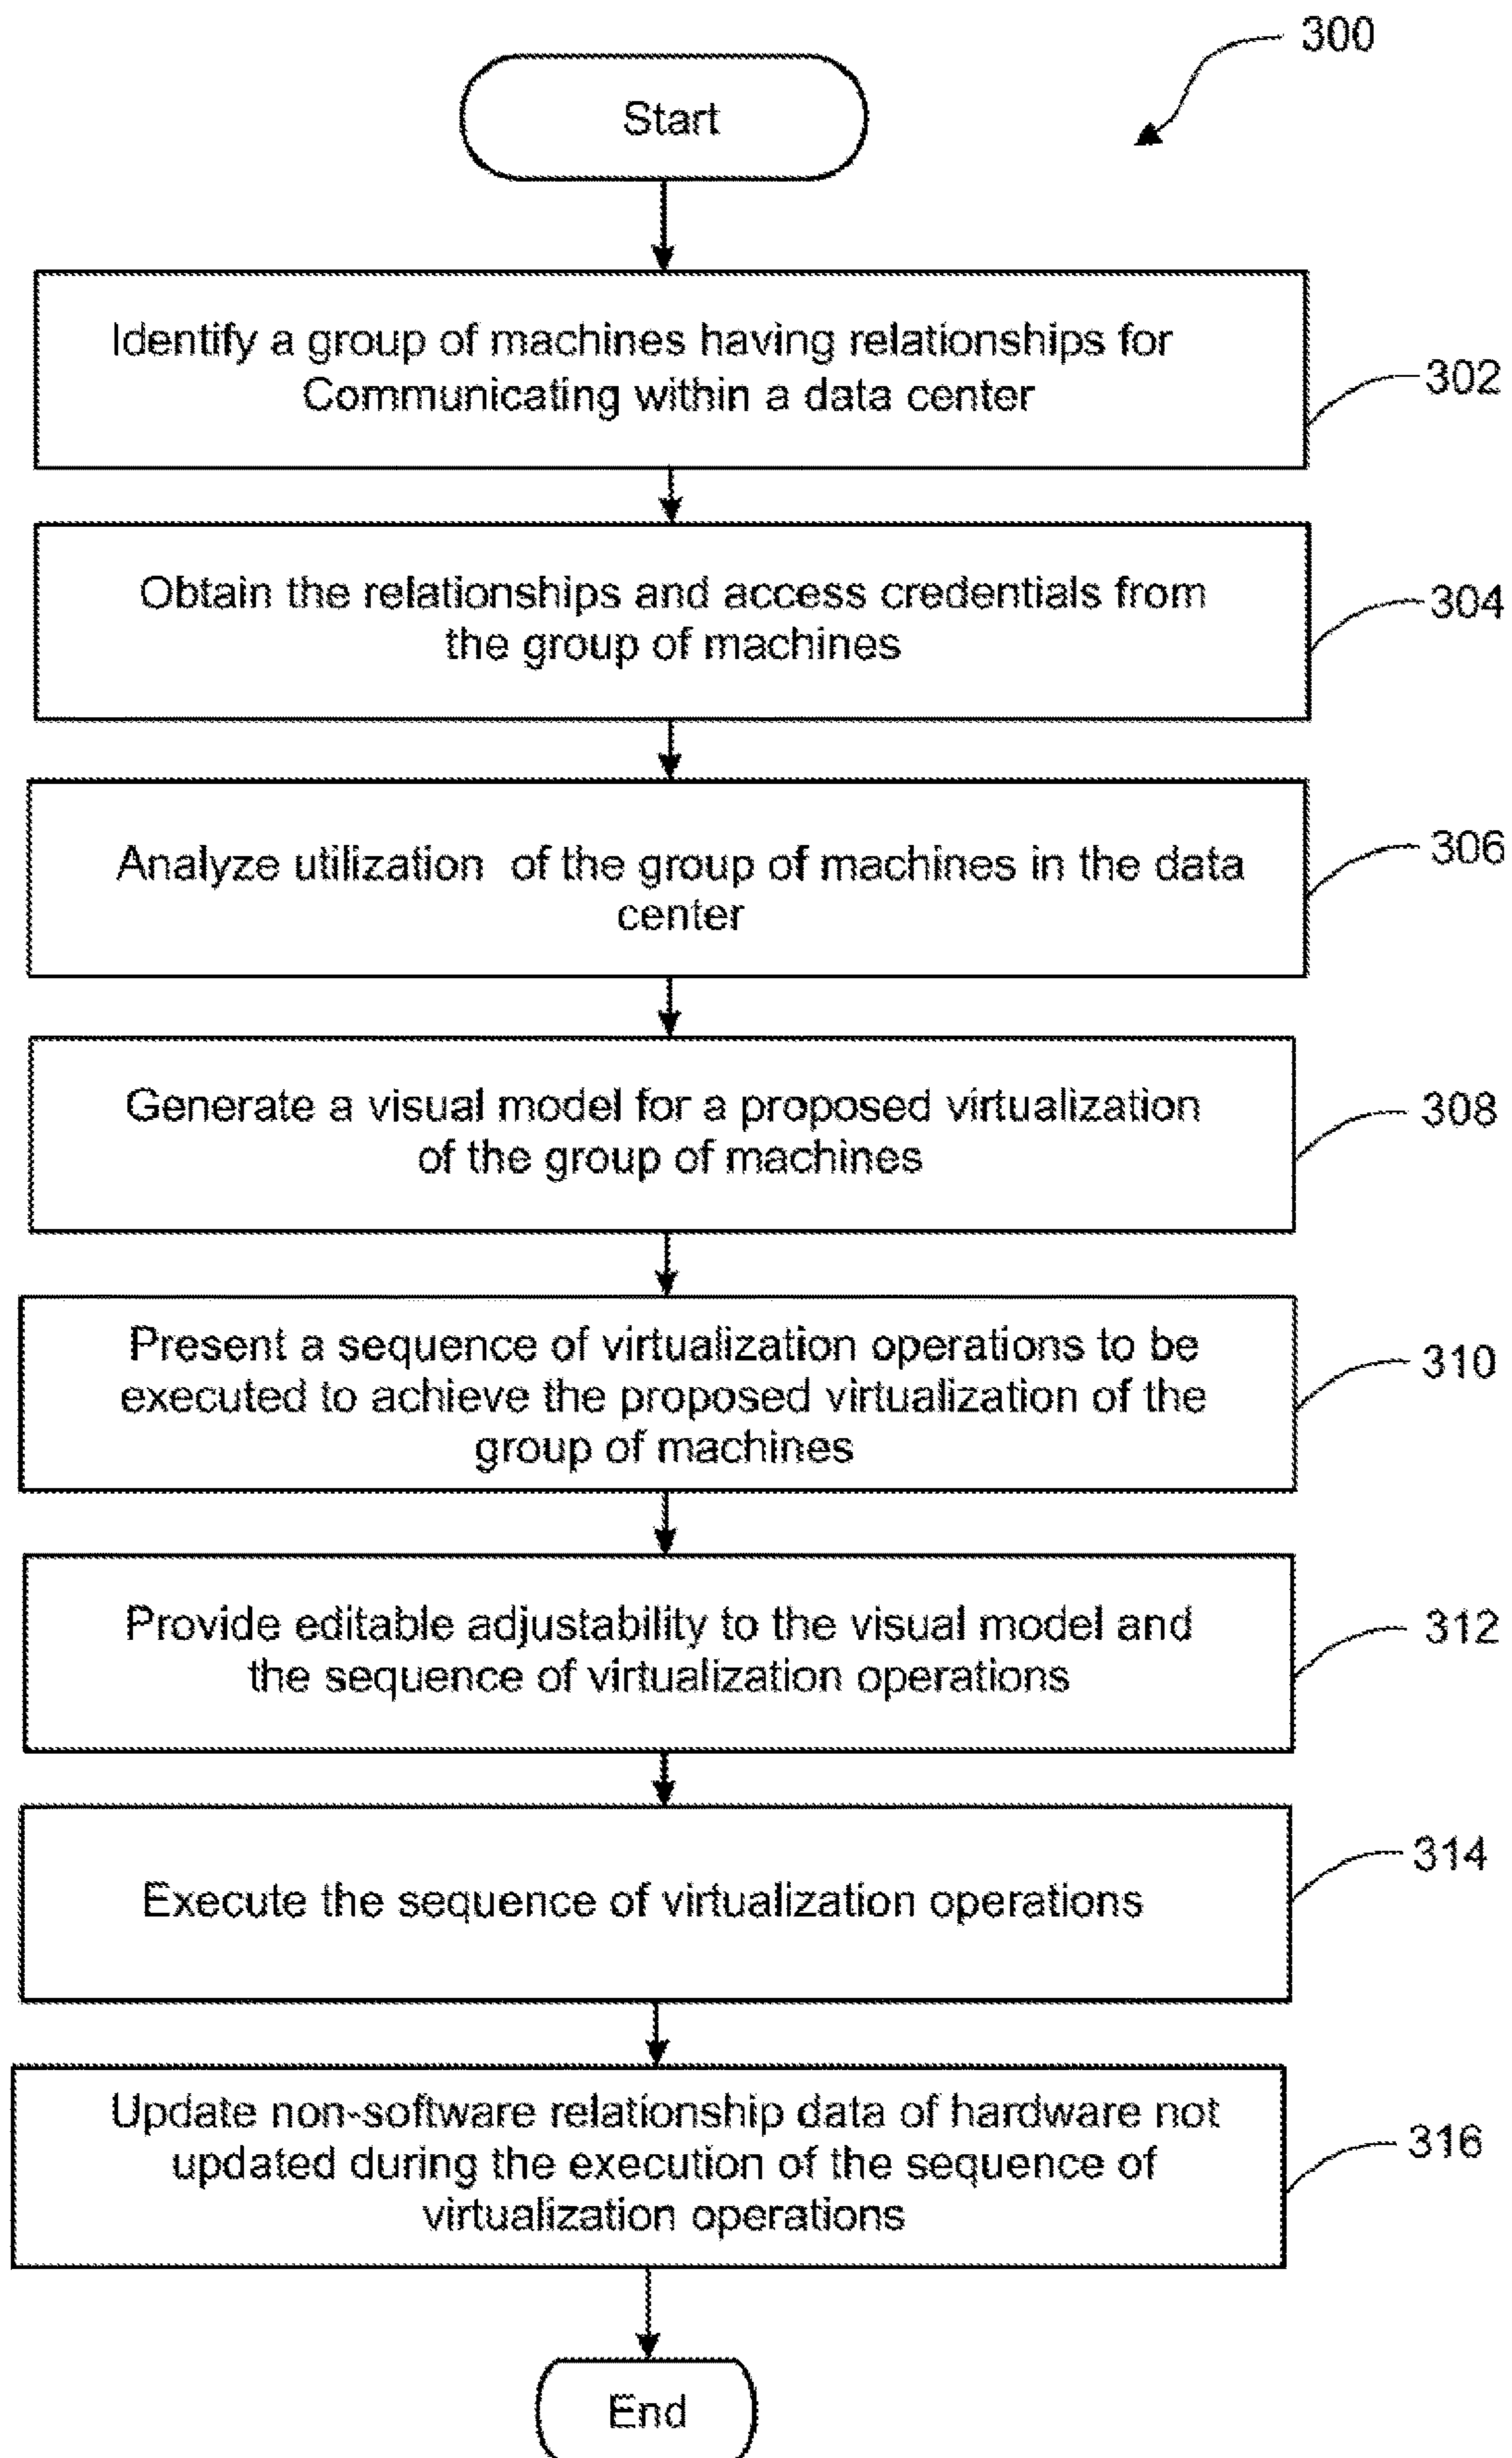 300
Start
Identify a group of machines having relationships for
Communicating within a data center
302
Obtain the relationships and access credentials from
the group of machines
304
Analyze utilization of the group of machines in the data
center
306
Generate a visual model for a proposed virtualization
of the group of machines
308
Present a sequence of virtualization operations to be
executed to achieve the proposed virtualization of the
group of machines
310
Provide editable adjustability to the visual model and
the sequence of virtualization operations
312
Execute the sequence of virtualization operations
314
Update non-software relationship data of hardware not
updated during the execution of the sequence of
virtualization operations
316
End